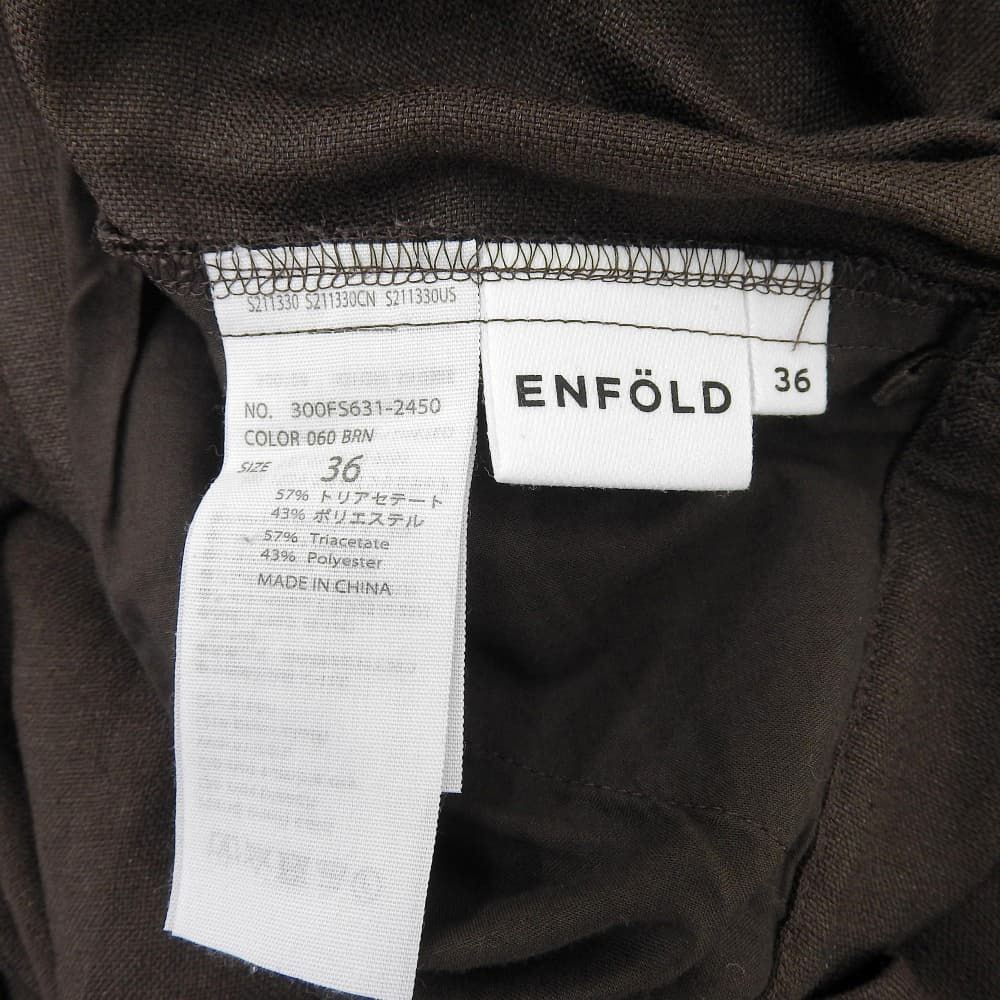 S211330 S211330CN S211330US
NO. 300FS631-2450
COLOR 060 BRN
SIZE 36
57% トリアセテート
43% ポリエステル
57% Triacetate
43% Polyester
MADE IN CHINA
ENFÖLD
36